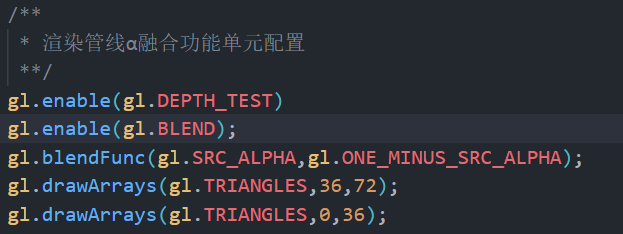 /**
* 渲染管线α融合功能单元配置
**/
gl.enable(gl.DEPTH_TEST)
gl.enable(gl.BLEND);
gl.blendFunc(gl.SRC_ALPHA,gl.ONE_MINUS_SRC_ALPHA);
gl.drawArrays(gl.TRIANGLES,36,72);
gl.drawArrays(gl.TRIANGLES,0,36);